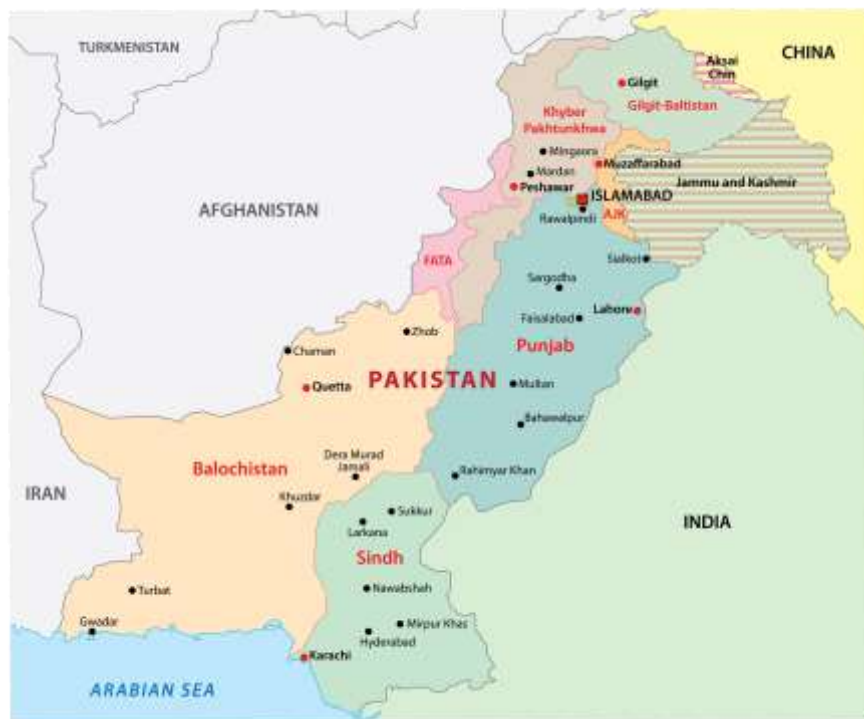 TURKMENISTAN
CHINA
Aksai
Chin
Gilgit
Gilgit-Baltistan
Khyber
Pakhtunkhwa
Mingaora
Muzaffarabad
Mardan
Jammu and Kashmir
Peshawar
ISLAMABAD
AFGHANISTAN
Rawalpindi
AJK
FATA
Sialkot
Sargodha
Lahore
Faisalabad
Zhob
Punjab
Chaman
PAKISTAN
Quetta
Multan
Bahawalpur
Dera Murad
Jamali
Balochistan
Rahimyar Khan
IRAN
Khuzdar
Sukkur
Larkana
INDIA
Sindh
Turbat
Nawabshah
Gwadar
Mirpur Khas
Hyderabad
Karachi
ARABIAN SEA